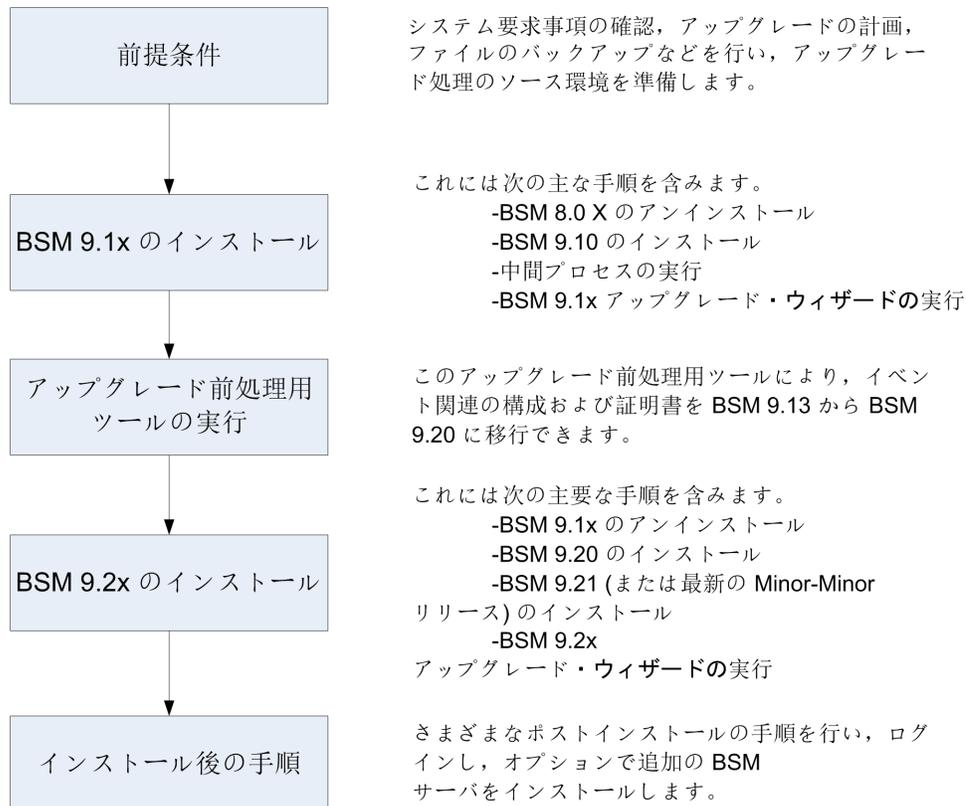 前提条件
システム要求事項の確認，アップグレードの計画，
ファイルのバックアップなどを行い，アップグレー
ド処理のソース環境を準備します。
BSM 9.1x のインストール
これには次の主な手順を含みます。
-BSM 8.0 X のアンインストール
-BSM 9.10 のインストール
-中間プロセスの実行
-BSM 9.1x アップグレード・ウィザードの実行
アップグレード前処理用
ツールの実行
このアップグレード前処理用ツールにより，イベン
ト関連の構成および証明書を BSM 9.13 から BSM
9.20 に移行できます。
BSM 9.2x のインストール
これには次の主要な手順を含みます。
-BSM 9.1x のアンインストール
-BSM 9.20 のインストール
-BSM 9.21 (または最新の Minor-Minor
リリース) のインストール
-BSM 9.2x
アップグレード・ウィザードの実行
インストール後の手順
さまざまなポストインストールの手順を行い，ログ
インし，オプションで追加の BSM
サーバをインストールします。